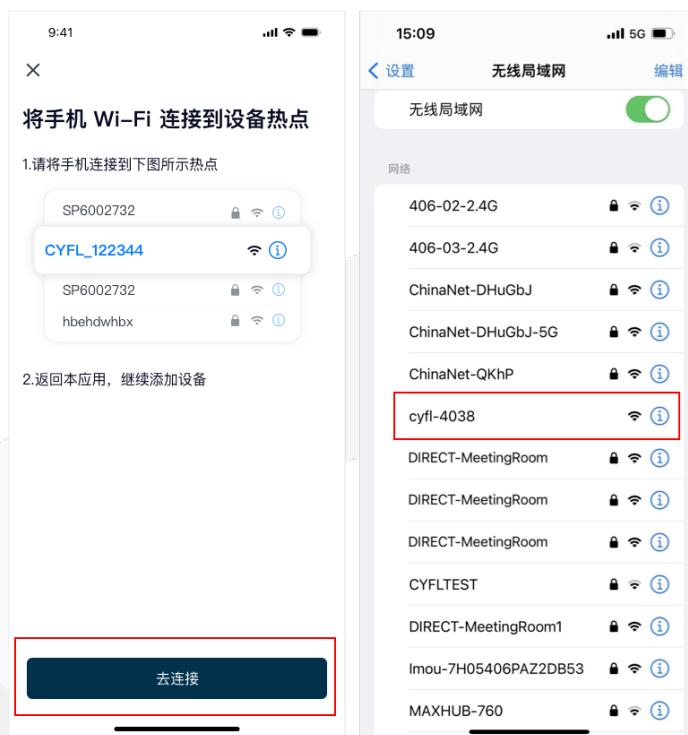 9:41
将手机 Wi-Fi 连接到设备热点
1.请将手机连接到下图所示热点
SP6002732
CYFL_122344
SP6002732
hbehdwhbx
2.返回本应用，继续添加设备
去连接
15:09
5G
设置
无线局域网
编辑
无线局域网
网络
406-02-2.4G
406-03-2.4G
ChinaNet-DHuGbJ
ChinaNet-DHuGbJ-5G
ChinaNet-QKhP
cyfl-4038
DIRECT-MeetingRoom
DIRECT-MeetingRoom
DIRECT-MeetingRoom
CYFLTEST
DIRECT-MeetingRoom1
Imou-7H05406PAZ2DB53
MAXHUB-760